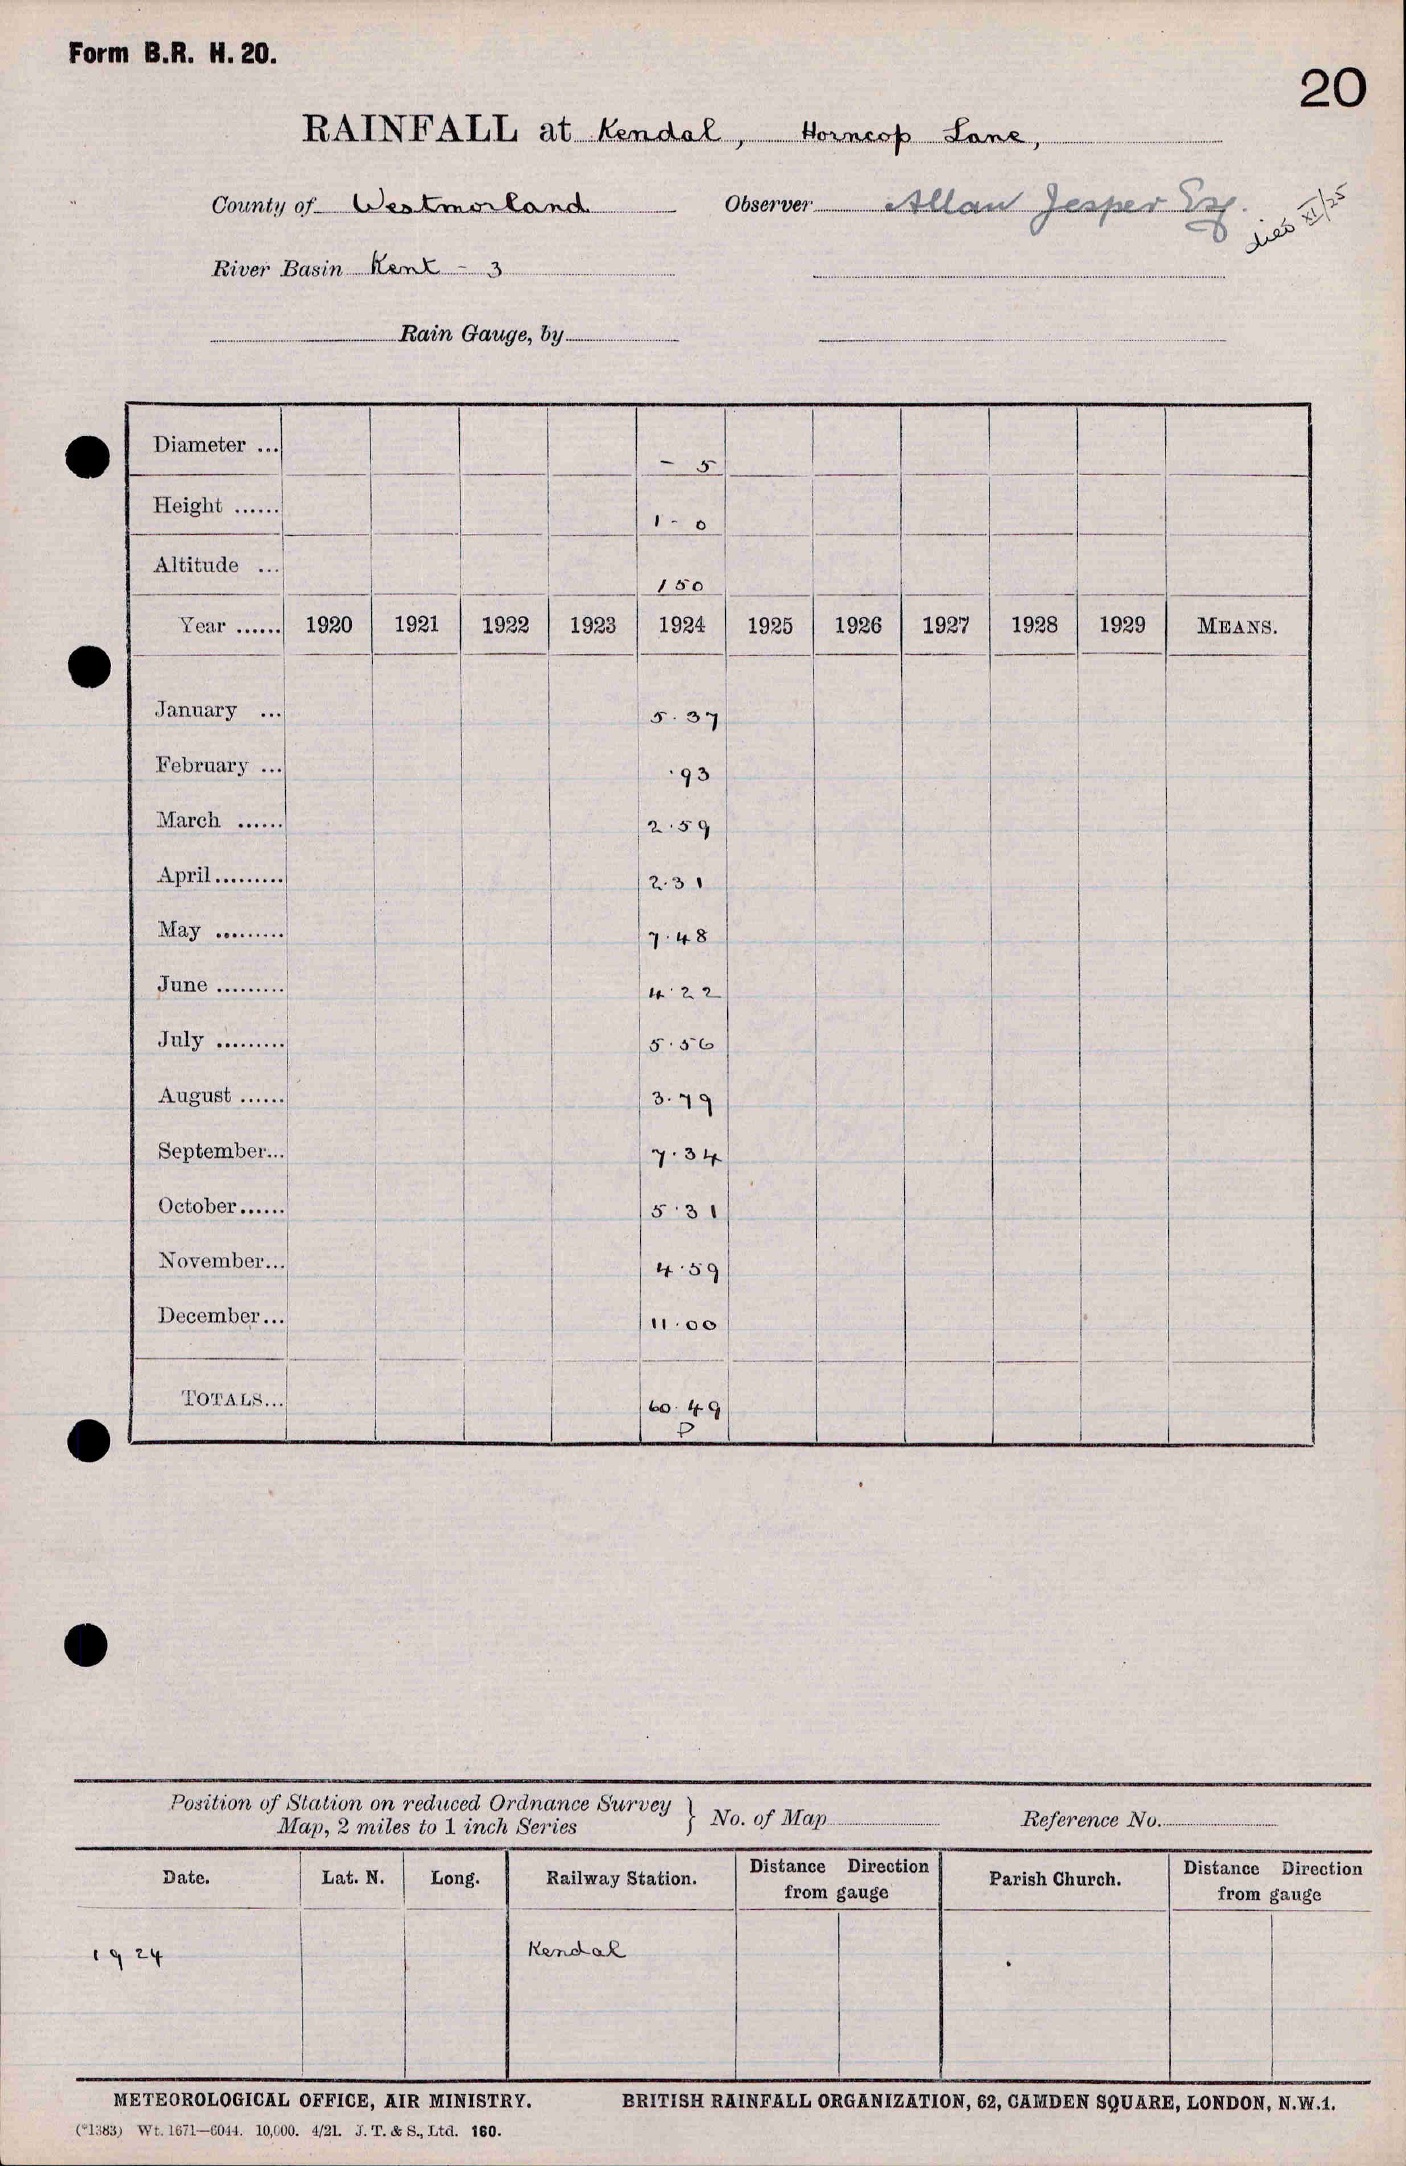 Form B.R. H. 20.
20
RAINFALL at Kendal, Horncop Lane,
County of Westmorland Observer Allan Jesper Esq.
died XI/25
River Basin Kent - 3
Rain Gauge, by
Diameter ... - 5
Height ...... 1 - 0
Altitude ... 150
Year ...... 1920 1921 1922 1923 1924 1925 1926 1927 1928 1929 MEANS.
January ... 5.37
February ... .93
March ...... 2.59
April ......... 2.31
May ......... 7.48
June ......... 4.22
July ......... 5.56
August ...... 3.79
September... 7.34
October...... 5.31
November... 4.59
December... 11.00
TOTALS... 60.49
P
Position of Station on reduced Ordnance Survey
Map, 2 miles to 1 inch Series } No. of Map Reference No.
Date. Lat. N. Long. Railway Station. Distance Direction from gauge Parish Church. Distance Direction from gauge
1924 Kendal
METEOROLOGICAL OFFICE, AIR MINISTRY. BRITISH RAINFALL ORGANIZATION, 62, CAMDEN SQUARE, LONDON, N.W.1.
(*1383) Wt. 1671—6044. 10,000. 4/21. J. T. & S., Ltd. 160.